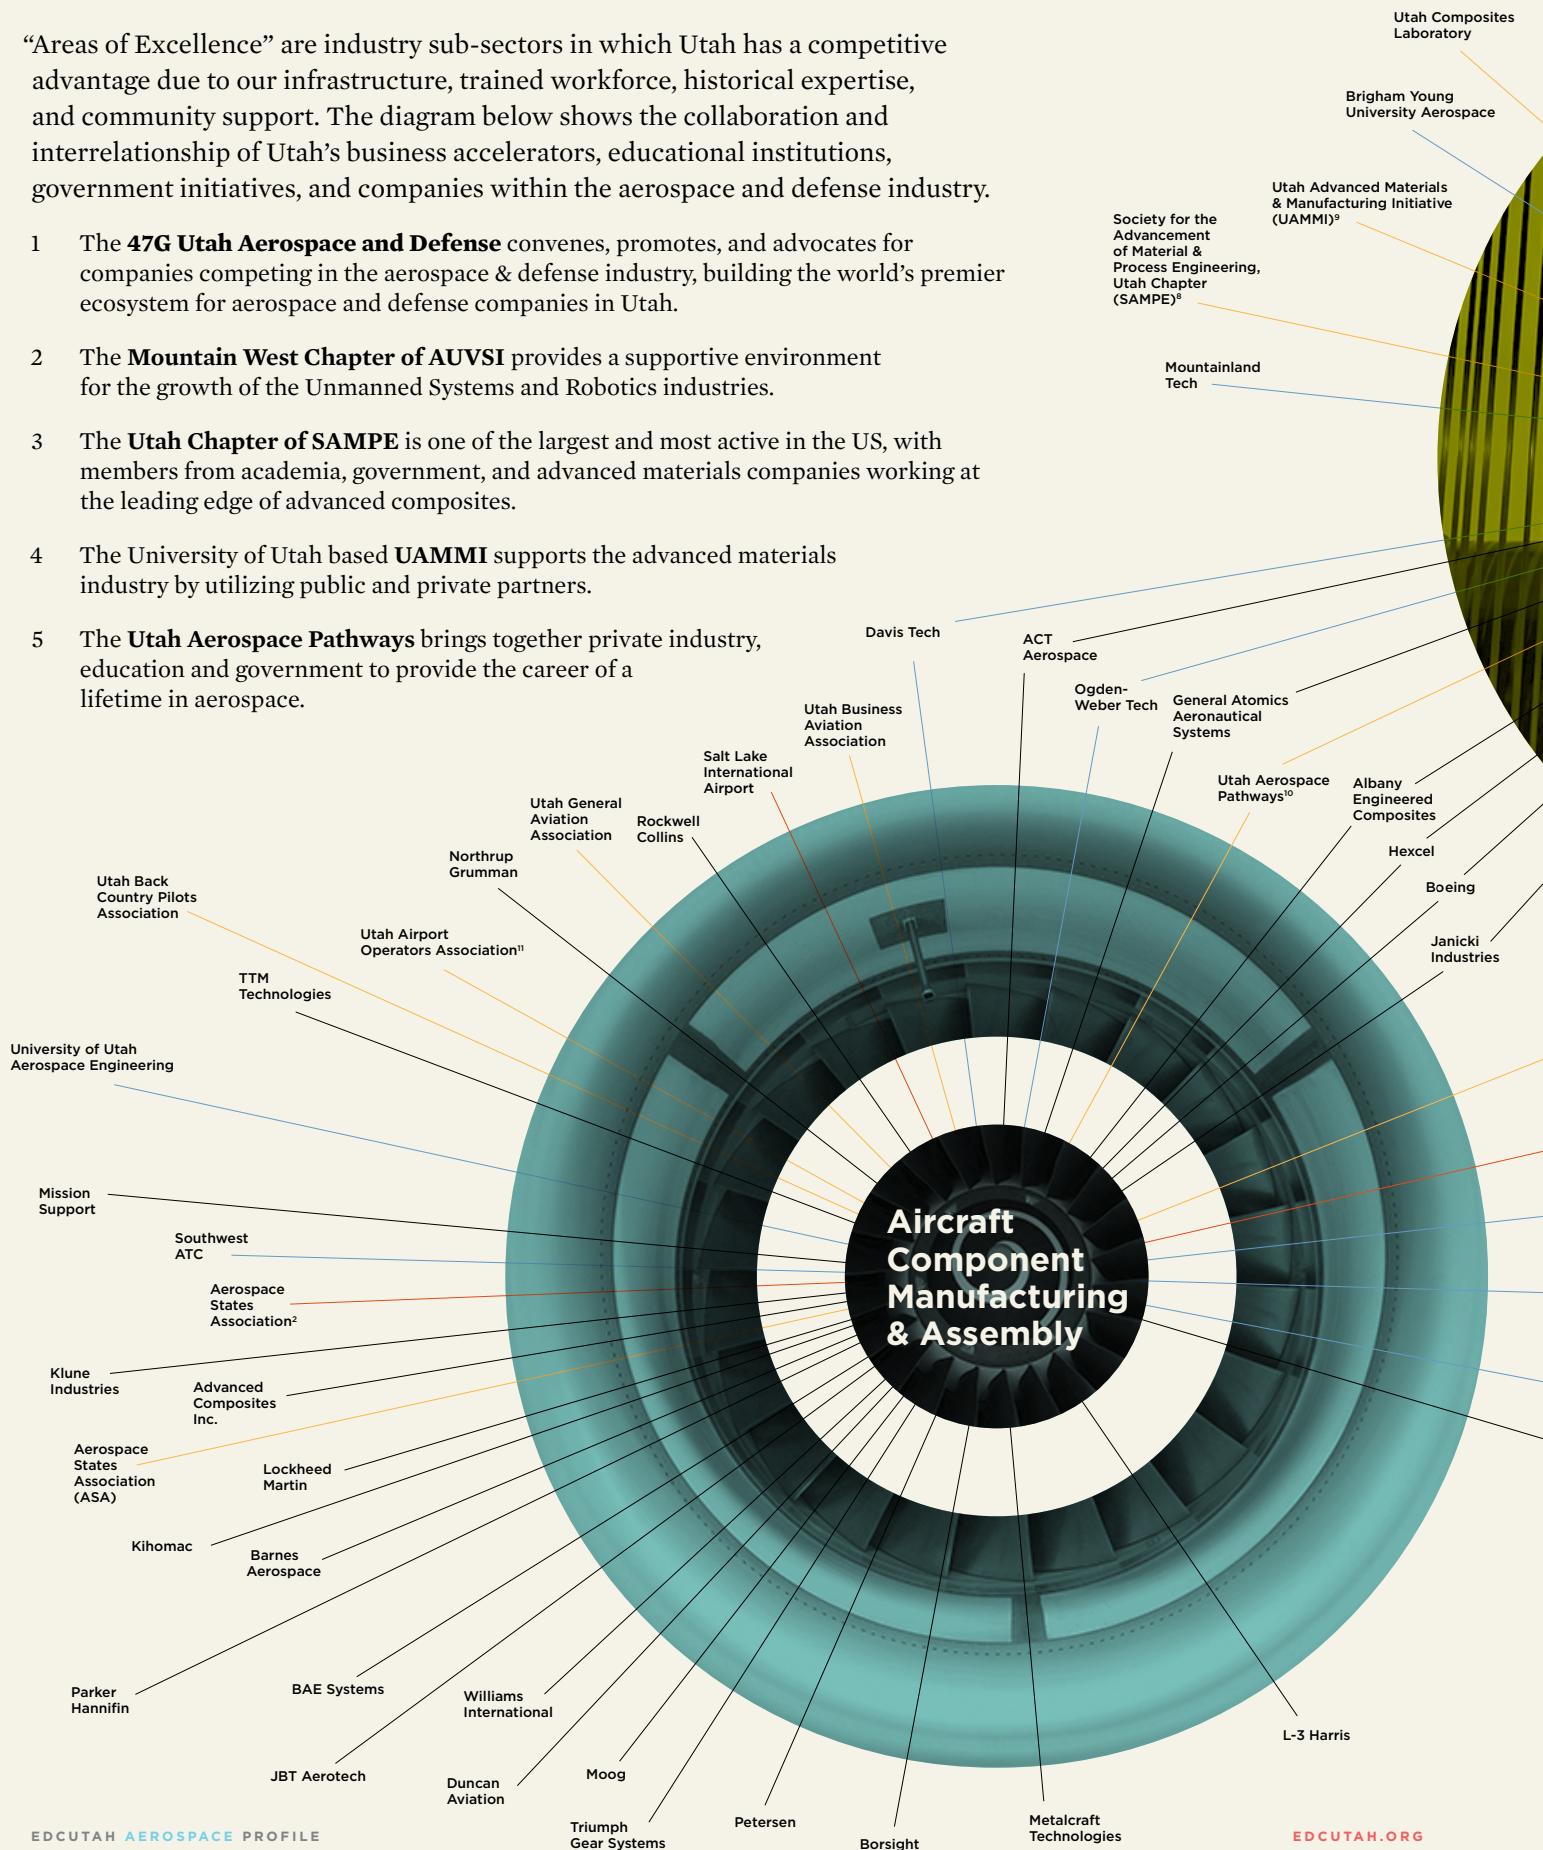 “Areas of Excellence” are industry sub-sectors in which Utah has a competitive
advantage due to our infrastructure, trained workforce, historical expertise,
and community support. The diagram below shows the collaboration and
interrelationship of Utah’s business accelerators, educational institutions,
government initiatives, and companies within the aerospace and defense industry.
1 The 47G Utah Aerospace and Defense convenes, promotes, and advocates for
companies competing in the aerospace & defense industry, building the world’s premier
ecosystem for aerospace and defense companies in Utah.
2 The Mountain West Chapter of AUVSI provides a supportive environment
for the growth of the Unmanned Systems and Robotics industries.
3 The Utah Chapter of SAMPE is one of the largest and most active in the US, with
members from academia, government, and advanced materials companies working at
the leading edge of advanced composites.
4 The University of Utah based UAMMI supports the advanced materials
industry by utilizing public and private partners.
5 The Utah Aerospace Pathways brings together private industry,
education and government to provide the career of a
lifetime in aerospace.
Utah Composites
Laboratory
Brigham Young
University Aerospace
Utah Advanced Materials
& Manufacturing Initiative
(UAMMI)⁹
Society for the
Advancement
of Material &
Process Engineering,
Utah Chapter
(SAMPE)⁸
Mountainland
Tech
Davis Tech
ACT
Aerospace
Ogden-
Weber Tech
General Atomics
Aeronautical
Systems
Utah Aerospace
Pathways¹⁰
Albany
Engineered
Composites
Hexcel
Boeing
Janicki
Industries
Utah Business
Aviation
Association
Salt Lake
International
Airport
Rockwell
Collins
Utah General
Aviation
Association
Northrup
Grumman
Utah Back
Country Pilots
Association
Utah Airport
Operators Association¹¹
TTM
Technologies
University of Utah
Aerospace Engineering
Mission
Support
Southwest
ATC
Aerospace
States
Association²
Klune
Industries
Advanced
Composites
Inc.
Aerospace
States
Association
(ASA)
Lockheed
Martin
Kihomac
Barnes
Aerospace
Parker
Hannifin
BAE Systems
JBT Aerotech
Williams
International
Duncan
Aviation
Moog
Triumph
Gear Systems
Petersen
Borsight
Metalcraft
Technologies
L-3 Harris
Aircraft
Component
Manufacturing
& Assembly
EDCUTAH AEROSPACE PROFILE
EDCUTAH.ORG